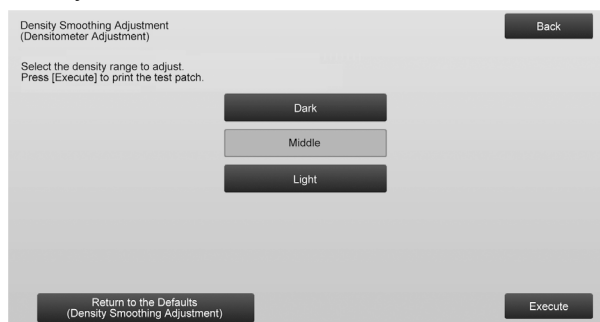 Density Smoothing Adjustment
(Densitometer Adjustment)
Back
Select the density range to adjust.
Press [Execute] to print the test patch.
Dark
Middle
Light
Return to the Defaults
(Density Smoothing Adjustment)
Execute